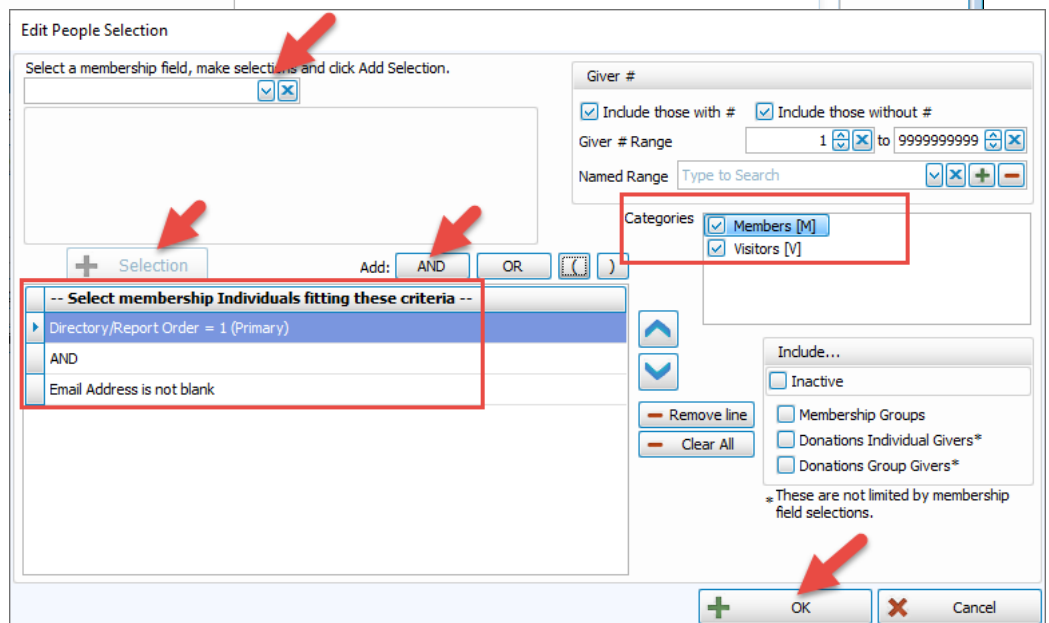 Edit People Selection
Select a membership field, make selections and click Add Selection.
Giver #
Include those with # Include those without #
Giver # Range 1 to 9999999999
Named Range Type to Search
Categories Members [M]
Visitors [V]
Selection Add: AND OR ( )
-- Select membership Individuals fitting these criteria --
Directory/Report Order = 1 (Primary)
AND
Email Address is not blank
Remove line
Clear All
Include...
Inactive
Membership Groups
Donations Individual Givers*
Donations Group Givers*
* These are not limited by membership
field selections.
OK Cancel